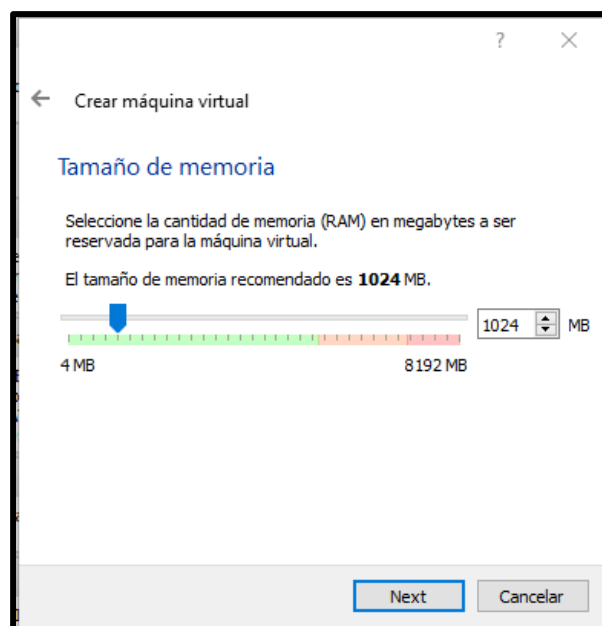 Crear máquina virtual
Tamaño de memoria
Seleccione la cantidad de memoria (RAM) en megabytes a ser
reservada para la máquina virtual.
El tamaño de memoria recomendado es 1024 MB.
1024 MB
4 MB 8192 MB
Next Cancelar